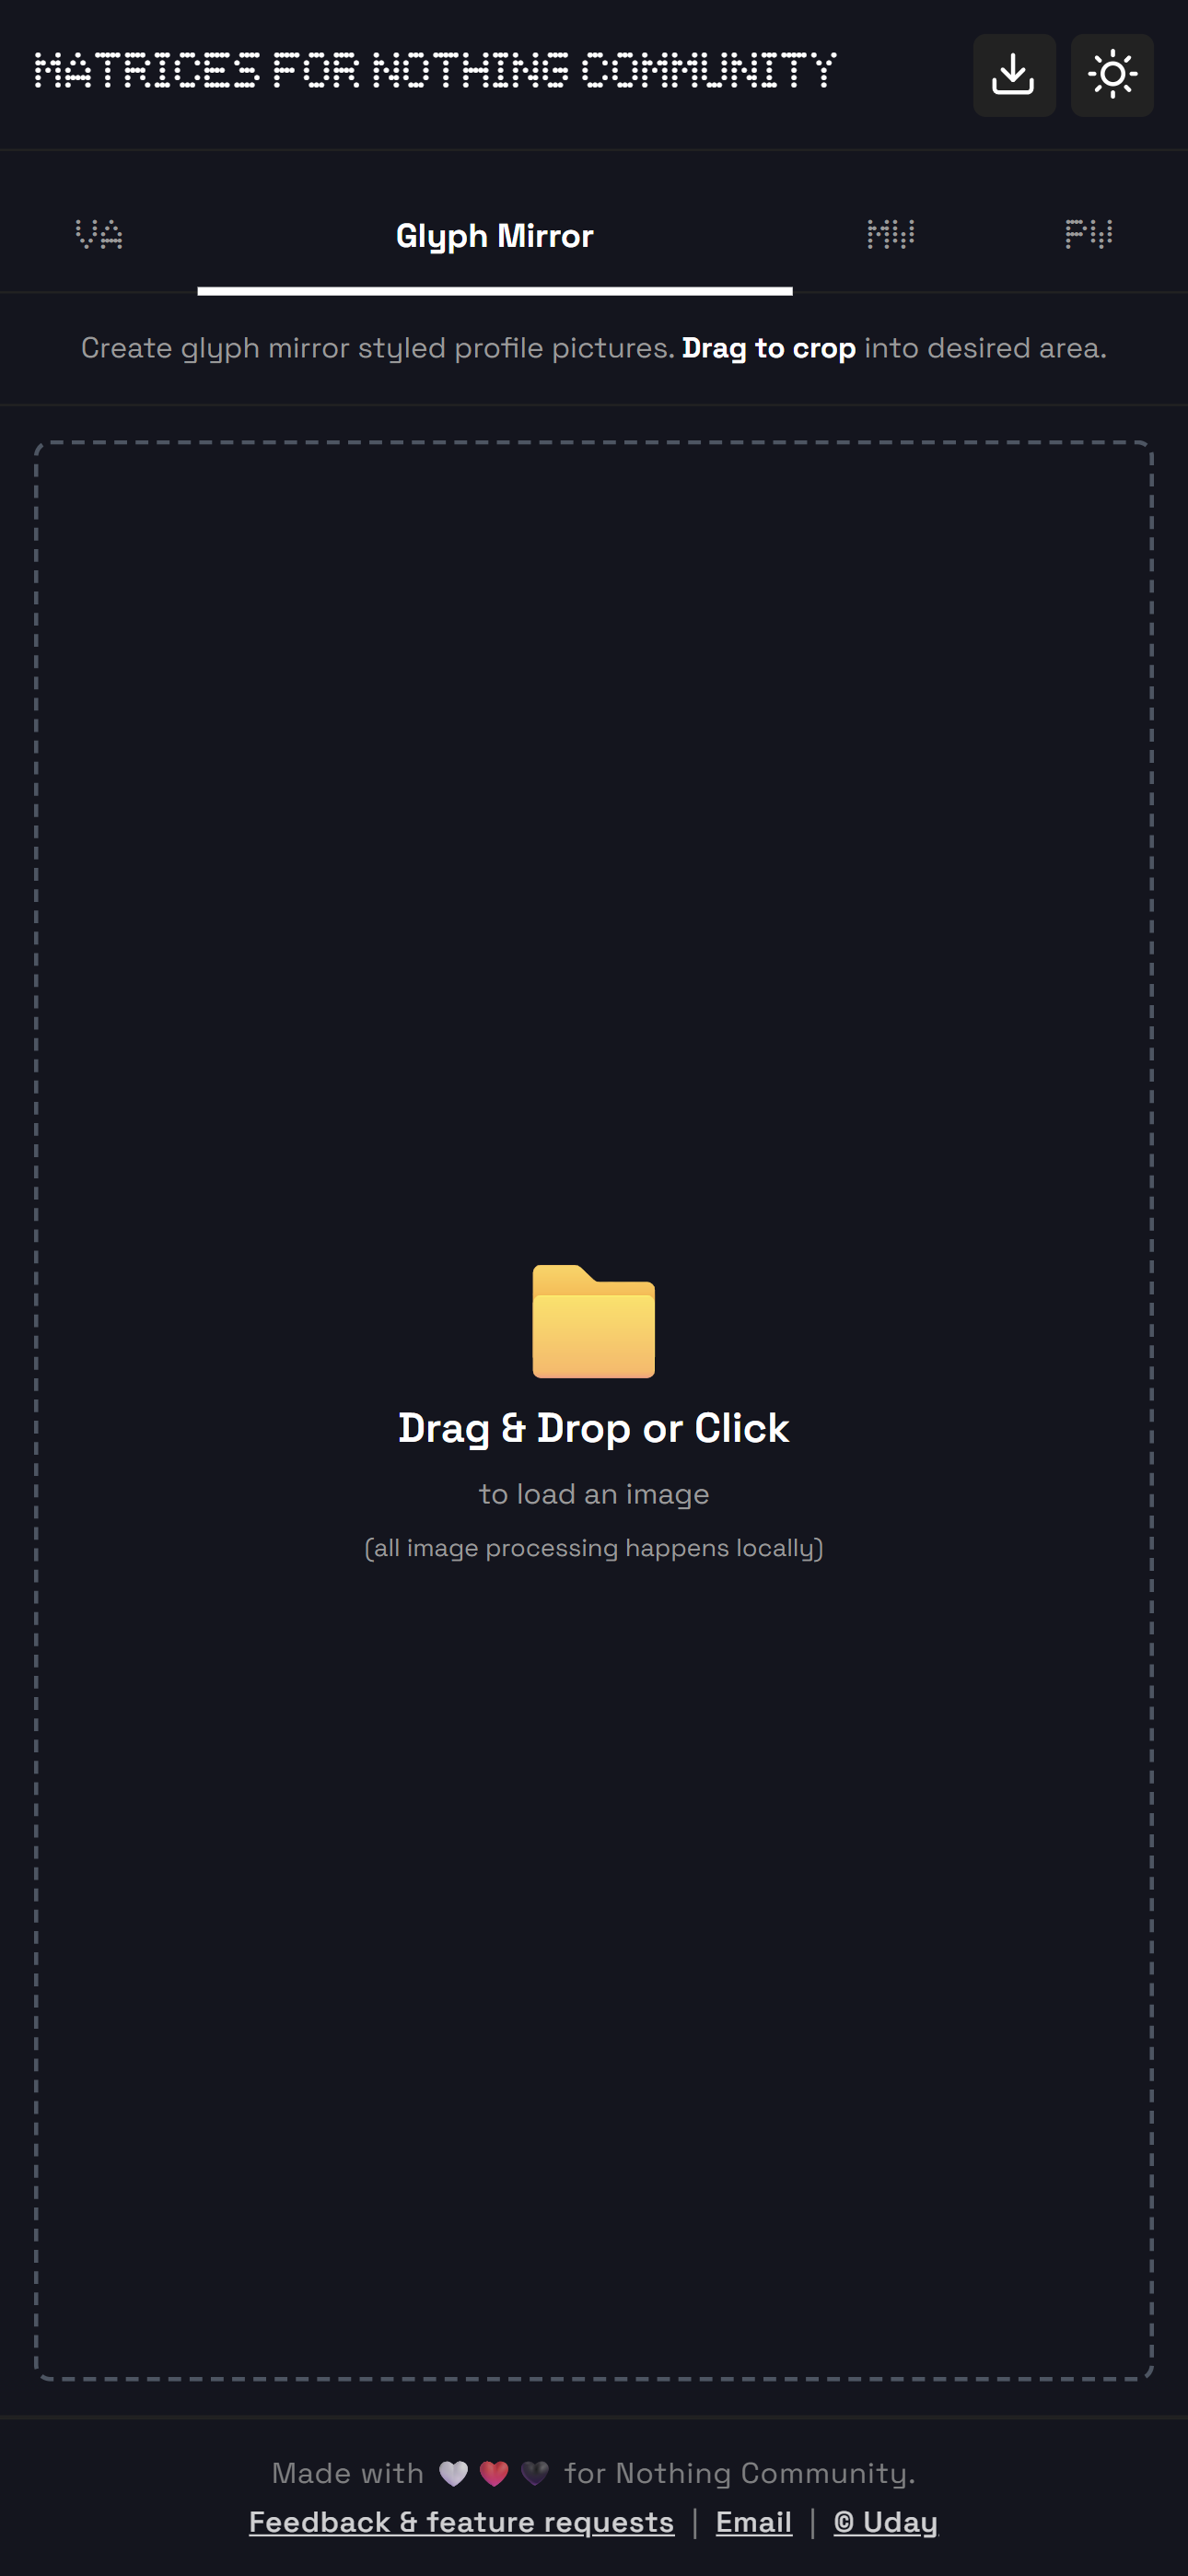 MATRICES FOR NOTHING COMMUNITY
VA Glyph Mirror MW PW
Create glyph mirror styled profile pictures. Drag to crop into desired area.
Drag & Drop or Click
to load an image
(all image processing happens locally)
Made with 🤍 ❤️ 🖤 for Nothing Community.
Feedback & feature requests | Email | © Uday